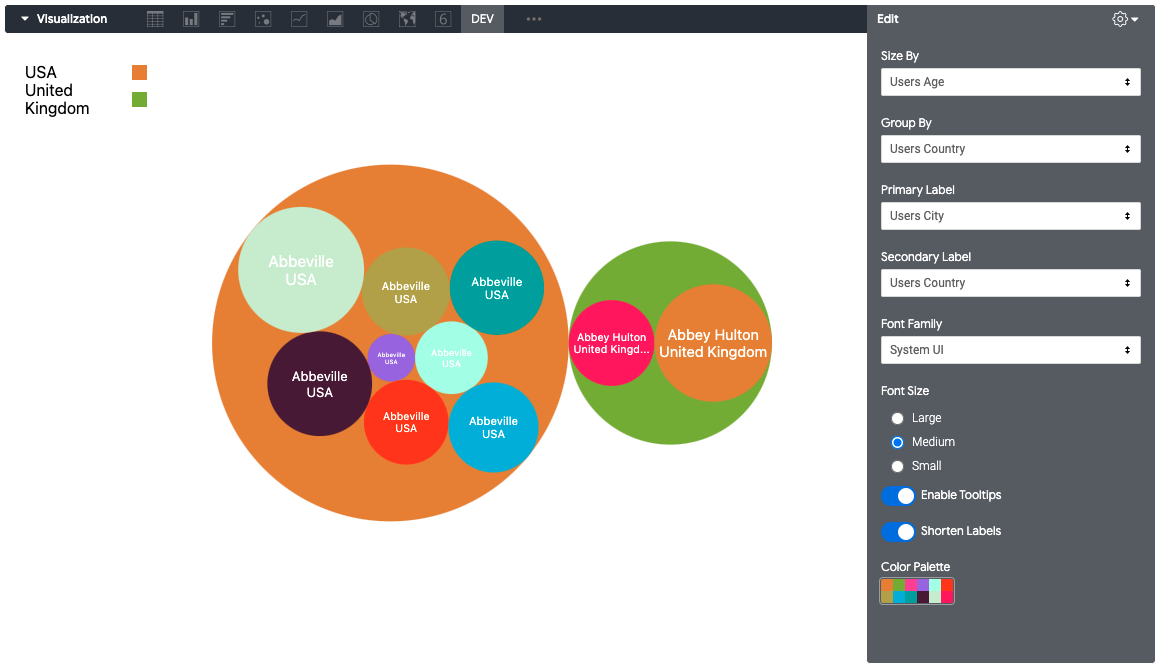 Visualization
6
DEV
Edit
USA
United
Kingdom
Abbeville
USA
Abbeville
USA
Abbeville
USA
Abbeville
USA
Abbeville
USA
Abbeville
USA
Abbeville
USA
Abbeville
USA
Abbey Hulton
United Kingd...
Abbey Hulton
United Kingdom
Size By
Users Age
Group By
Users Country
Primary Label
Users City
Secondary Label
Users Country
Font Family
System UI
Font Size
Large
Medium
Small
Enable Tooltips
Shorten Labels
Color Palette